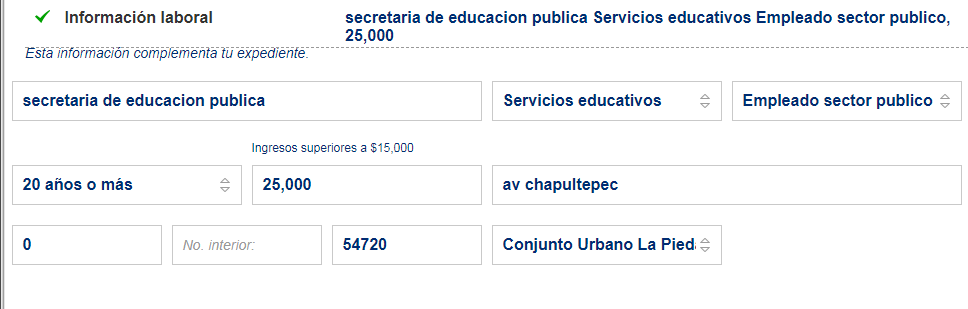 Información laboral
secretaria de educacion publica Servicios educativos Empleado sector publico,
25,000
Esta información complementa tu expediente.
secretaria de educacion publica
Servicios educativos
Empleado sector publico
Ingresos superiores a $15,000
20 años o más
25,000
av chapultepec
0
No. interior:
54720
Conjunto Urbano La Pied